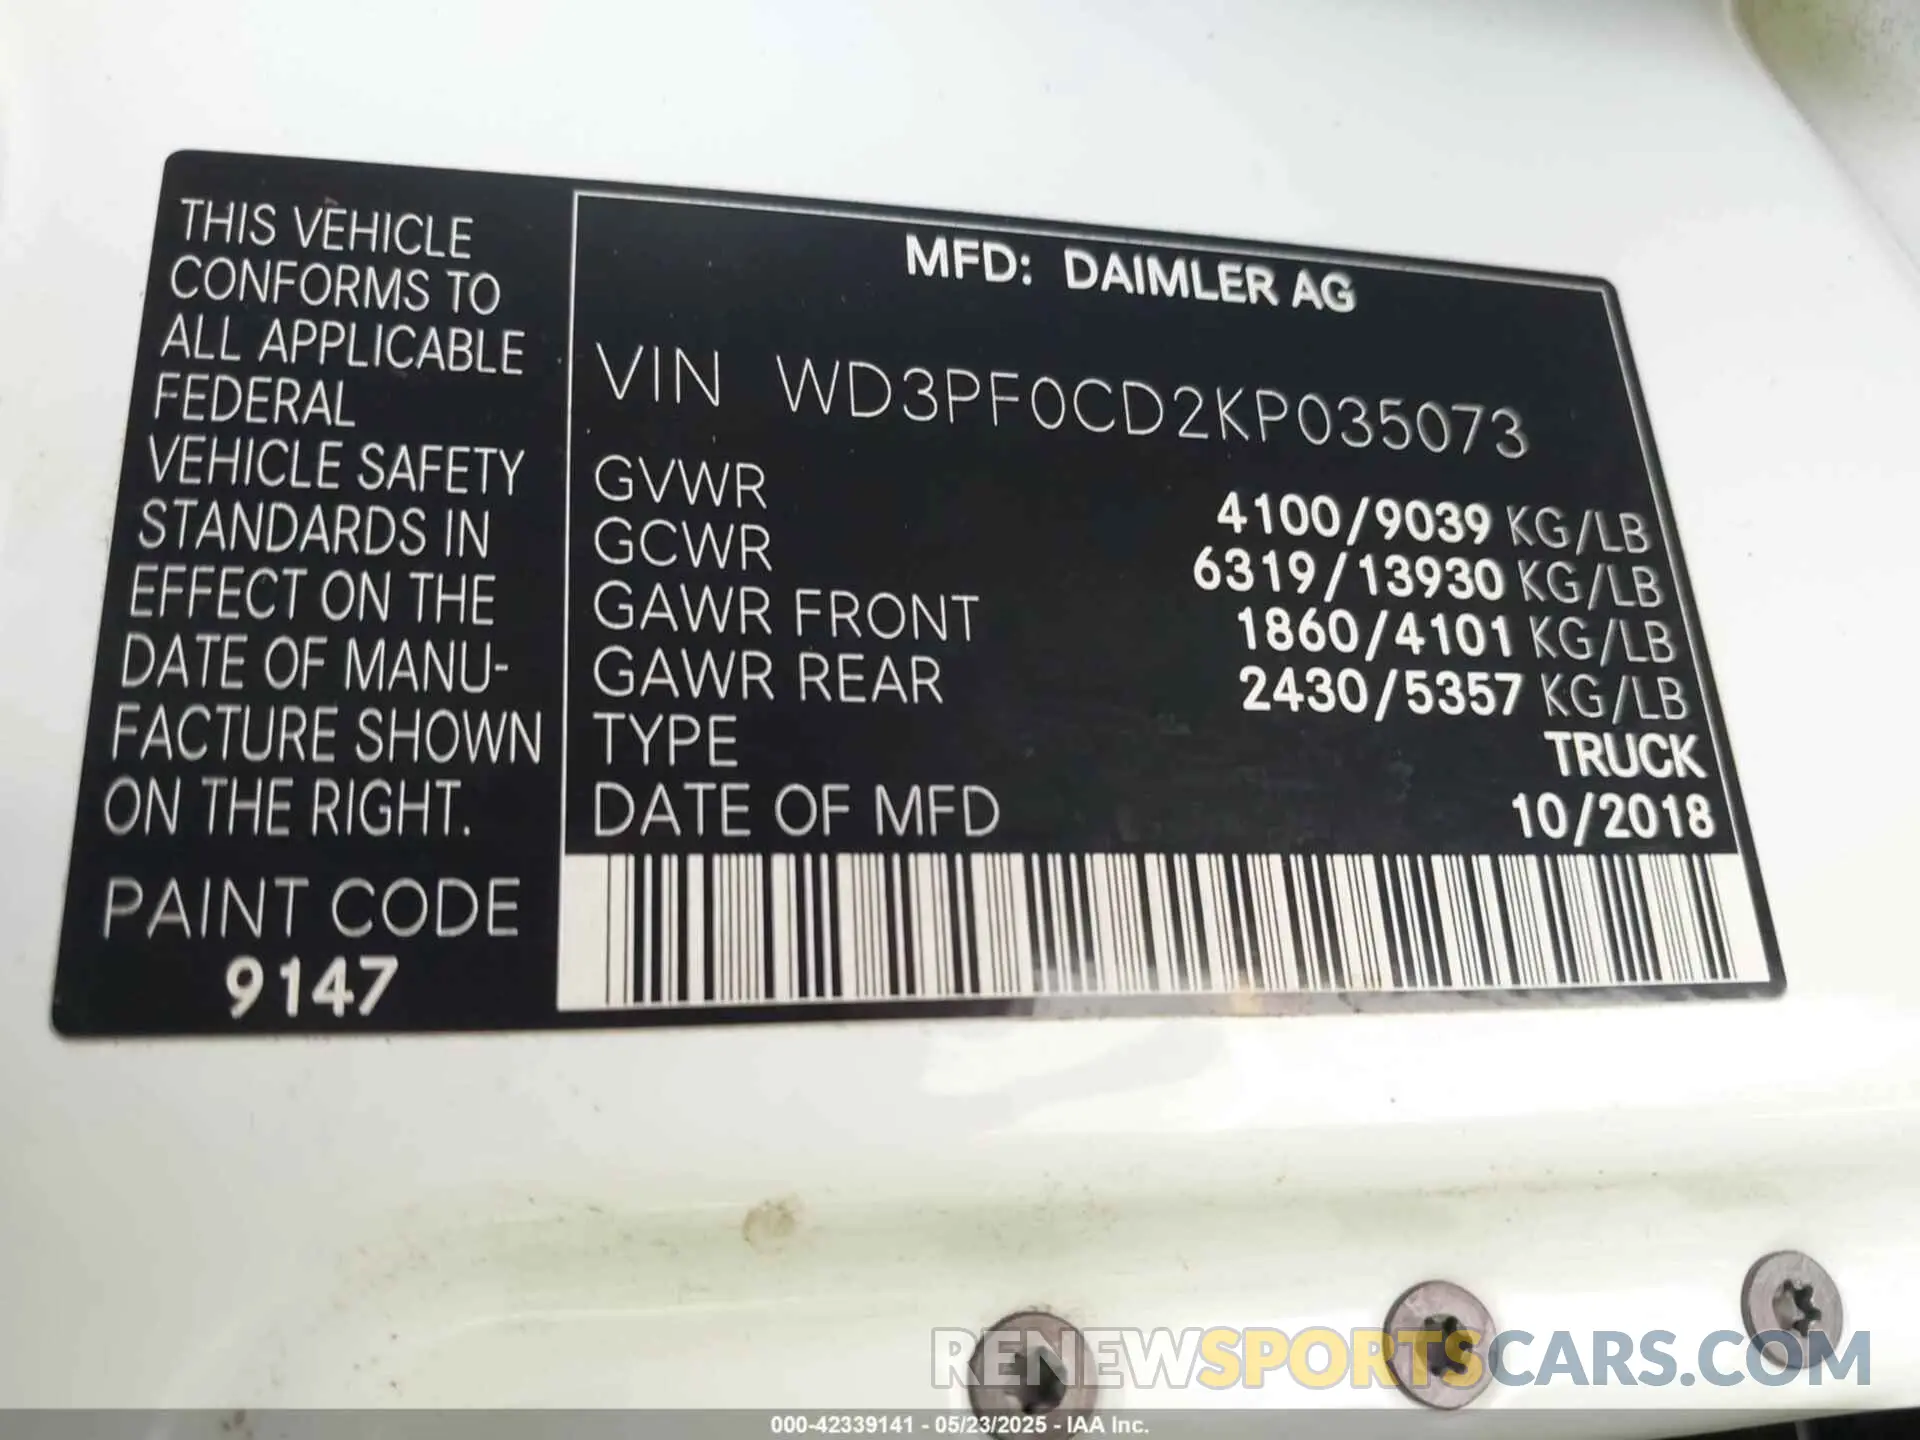 THIS VEHICLE
CONFORMS TO
ALL APPLICABLE
FEDERAL
VEHICLE SAFETY
STANDARDS IN
EFFECT ON THE
DATE OF MANU-
FACTURE SHOWN
ON THE RIGHT.
PAINT CODE
9147
MFD: DAIMLER AG
VIN WD3PF0CD2KP035073
GVWR 4100/9039 KG/LB
GCWR 6319/13930 KG/LB
GAWR FRONT 1860/4101 KG/LB
GAWR REAR 2430/5357 KG/LB
TYPE TRUCK
DATE OF MFD 10/2018
RENEWSPORTSCARS.COM
000-42339141 - 05/23/2025 - IAA Inc.